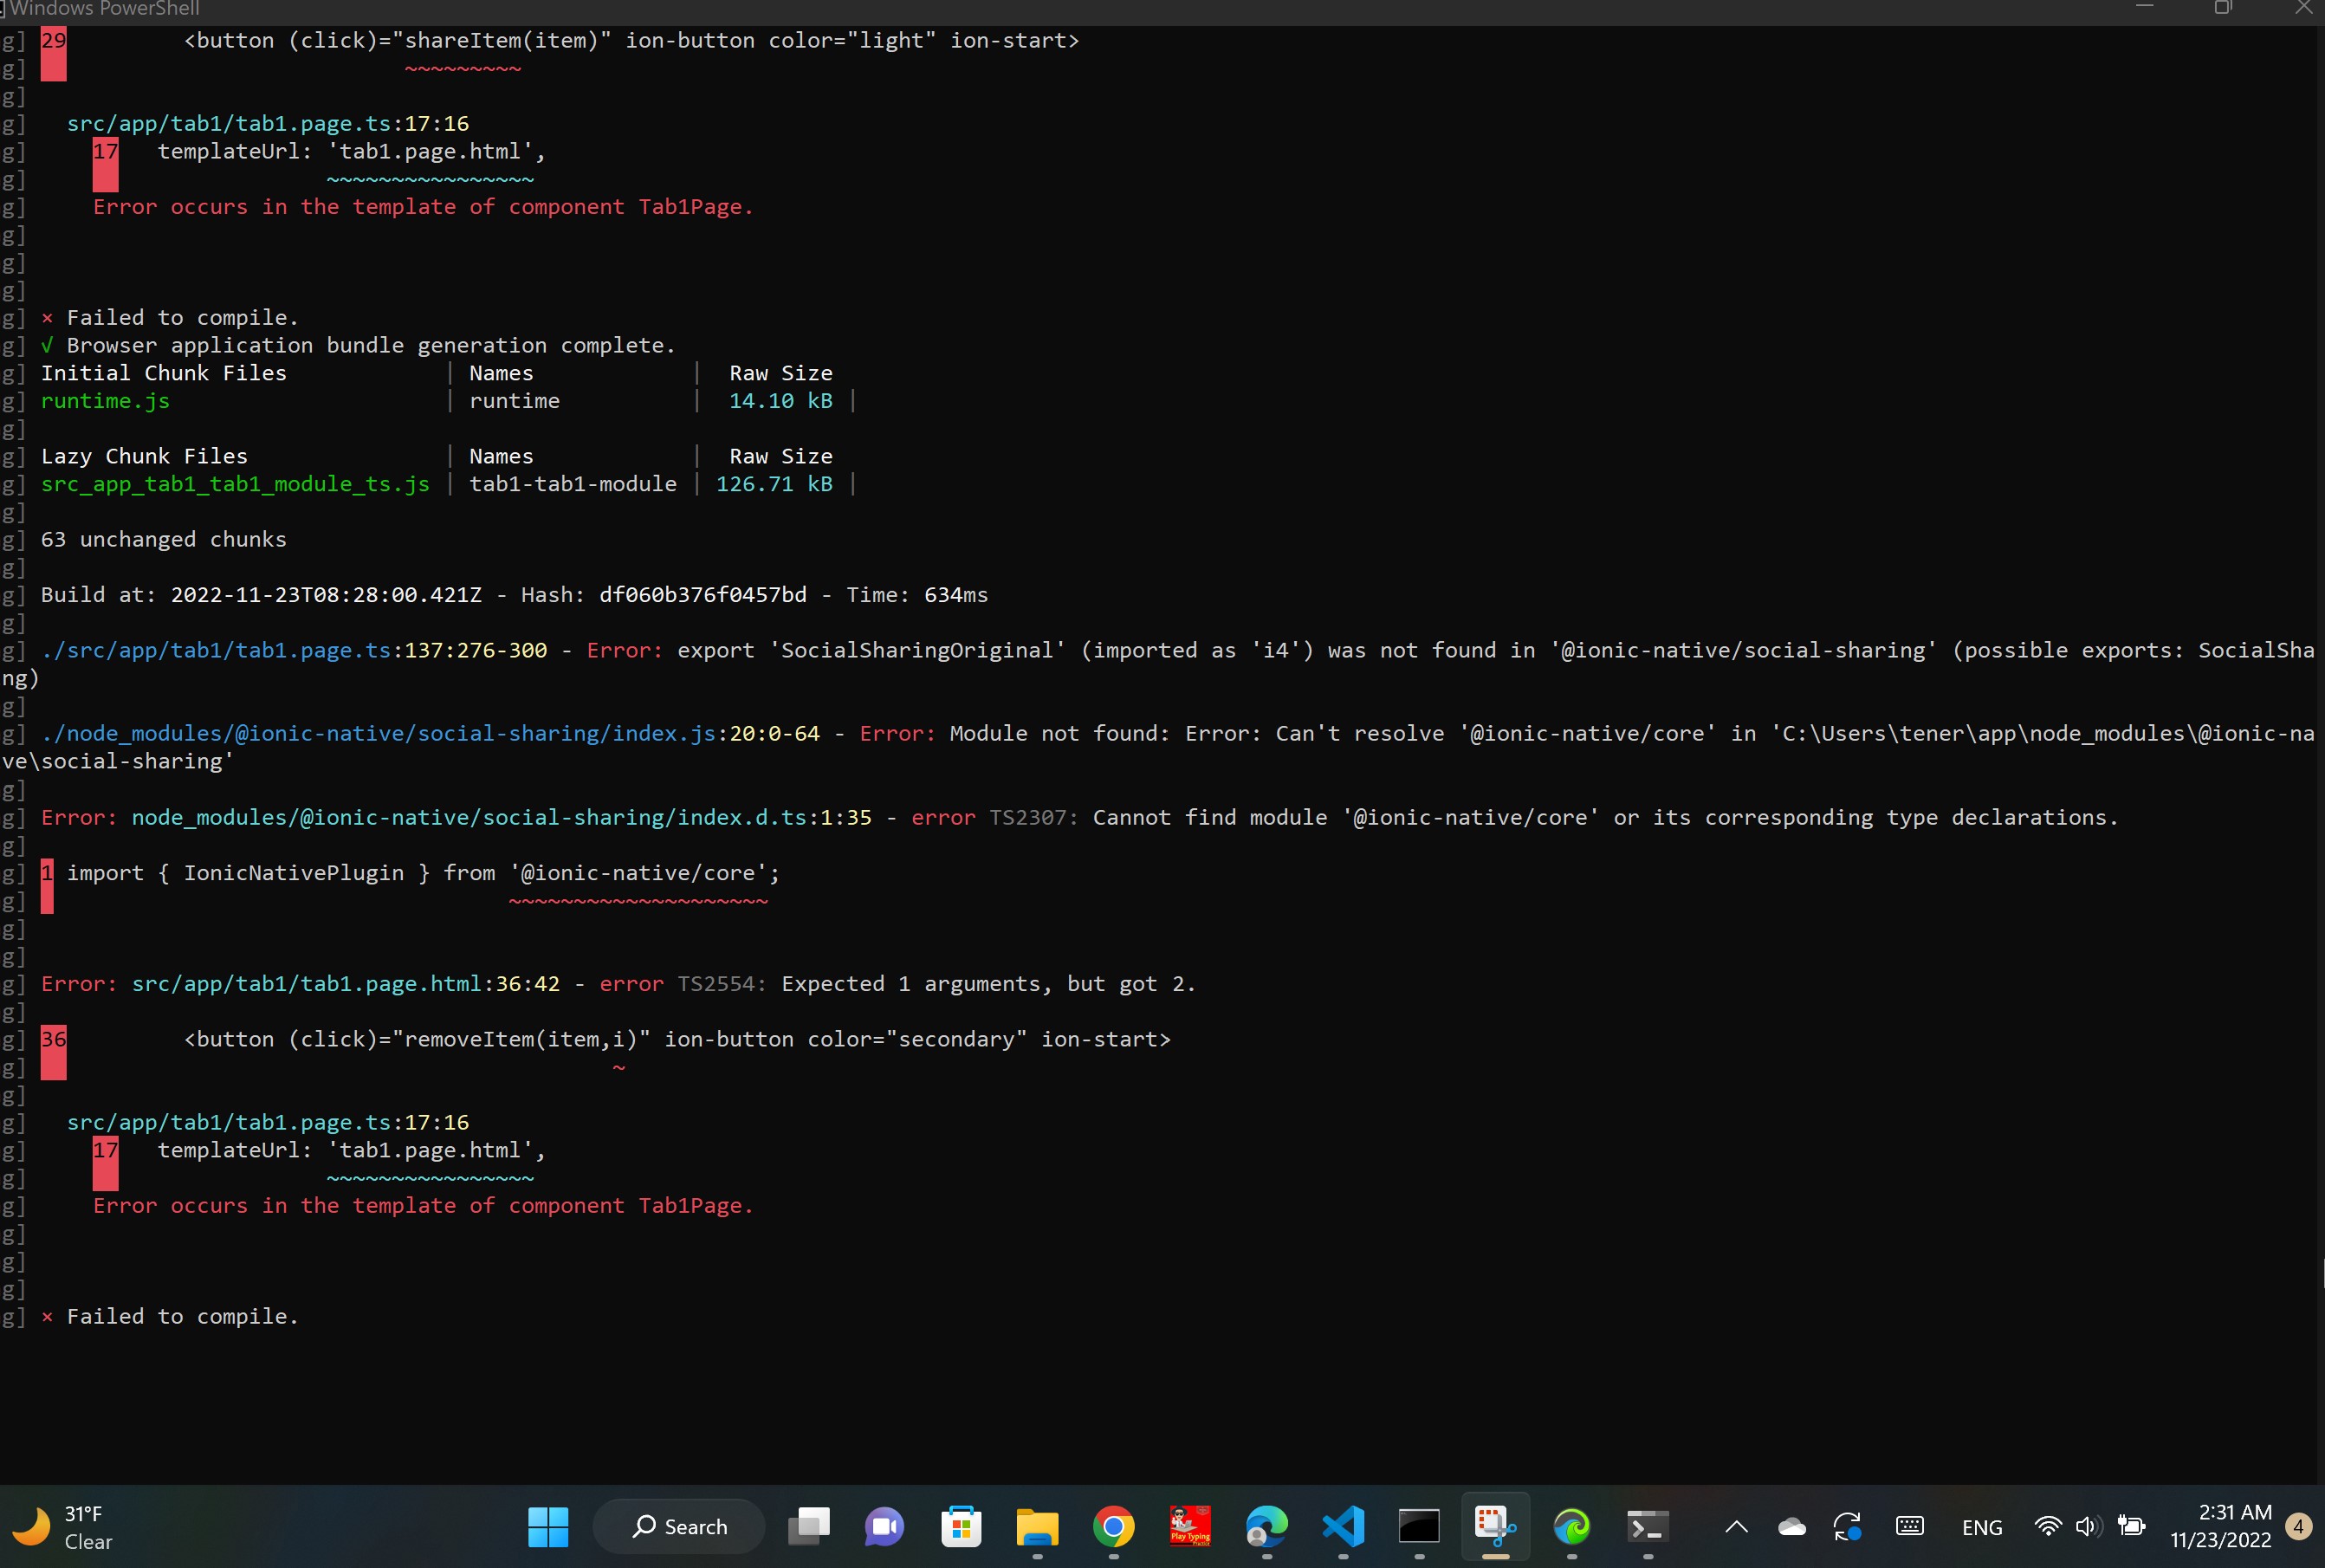 Windows PowerShell
g] 29         <button (click)="shareItem(item)" ion-button color="light" ion-start>
g]                            ~~~~~~~~~
g]
g]   src/app/tab1/tab1.page.ts:17:16
g]     17   templateUrl: 'tab1.page.html',
g]                       ~~~~~~~~~~~~~~~~
g]     Error occurs in the template of component Tab1Page.
g]
g]
g]
g] × Failed to compile.
g] √ Browser application bundle generation complete.
g] Initial Chunk Files            | Names             |  Raw Size
g] runtime.js                     | runtime           |  14.10 kB |
g]
g] Lazy Chunk Files               | Names             |  Raw Size
g] src_app_tab1_tab1_module_ts.js | tab1-tab1-module | 126.71 kB |
g]
g] 63 unchanged chunks
g]
g] Build at: 2022-11-23T08:28:00.421Z - Hash: df060b376f0457bd - Time: 634ms
g]
g] ./src/app/tab1/tab1.page.ts:137:276-300 - Error: export 'SocialSharingOriginal' (imported as 'i4') was not found in '@ionic-native/social-sharing' (possible exports: SocialSha
ng)
g]
g] ./node_modules/@ionic-native/social-sharing/index.js:20:0-64 - Error: Module not found: Error: Can't resolve '@ionic-native/core' in 'C:\Users\tener\app\node_modules\@ionic-na
ve\social-sharing'
g]
g] Error: node_modules/@ionic-native/social-sharing/index.d.ts:1:35 - error TS2307: Cannot find module '@ionic-native/core' or its corresponding type declarations.
g]
g] 1 import { IonicNativePlugin } from '@ionic-native/core';
g]                                    ~~~~~~~~~~~~~~~~~~~~
g]
g]
g] Error: src/app/tab1/tab1.page.html:36:42 - error TS2554: Expected 1 arguments, but got 2.
g]
g] 36         <button (click)="removeItem(item,i)" ion-button color="secondary" ion-start>
g]                                            ~
g]
g]   src/app/tab1/tab1.page.ts:17:16
g]     17   templateUrl: 'tab1.page.html',
g]                       ~~~~~~~~~~~~~~~~
g]     Error occurs in the template of component Tab1Page.
g]
g]
g]
g] × Failed to compile.
31°F
Clear
Search
Play Typing
ENG
2:31 AM
11/23/2022
4